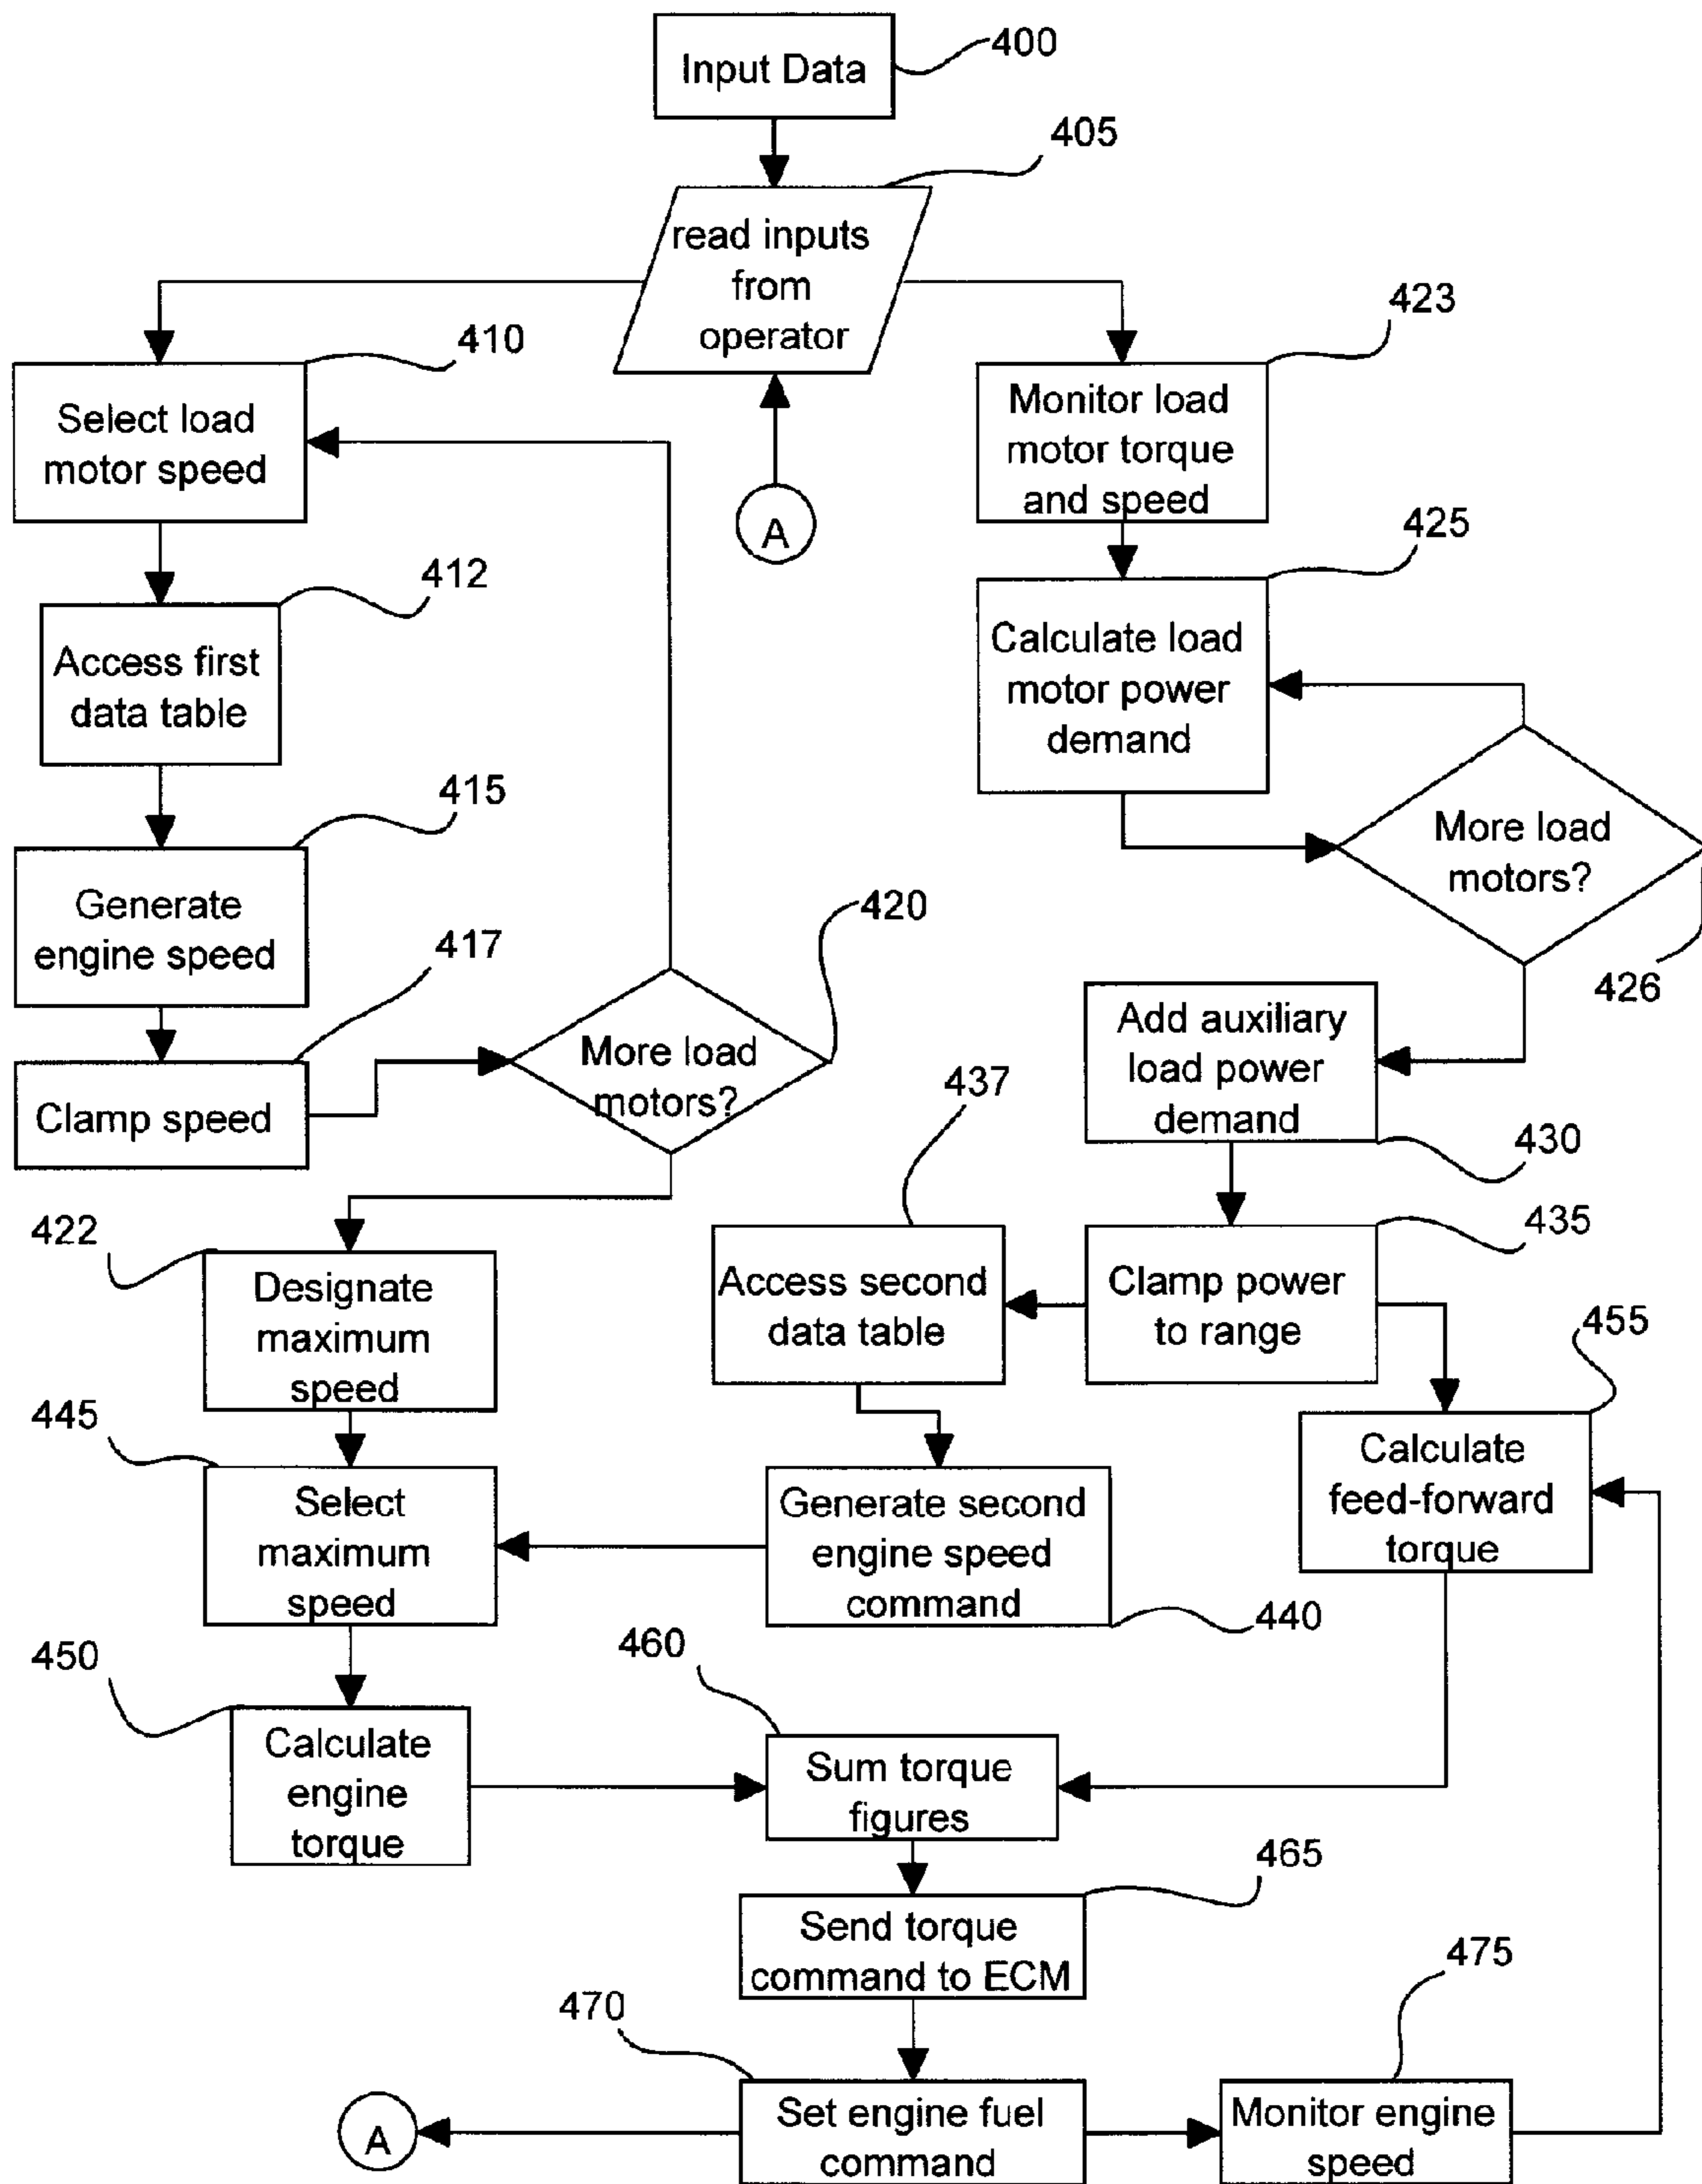 Input Data
400
405
read inputs
from
operator
410
Select load
motor speed
A
423
Monitor load
motor torque
and speed
412
Access first
data table
425
Calculate load
motor power
demand
415
Generate
engine speed
More load
motors?
426
417
Clamp speed
420
More load
motors?
Add auxiliary
load power
demand
430
437
Access second
data table
435
Clamp power
to range
422
Designate
maximum
speed
455
Calculate
feed-forward
torque
445
Select
maximum
speed
Generate second
engine speed
command
440
450
Calculate
engine
torque
460
Sum torque
figures
465
Send torque
command to ECM
470
Set engine fuel
command
475
Monitor engine
speed
A